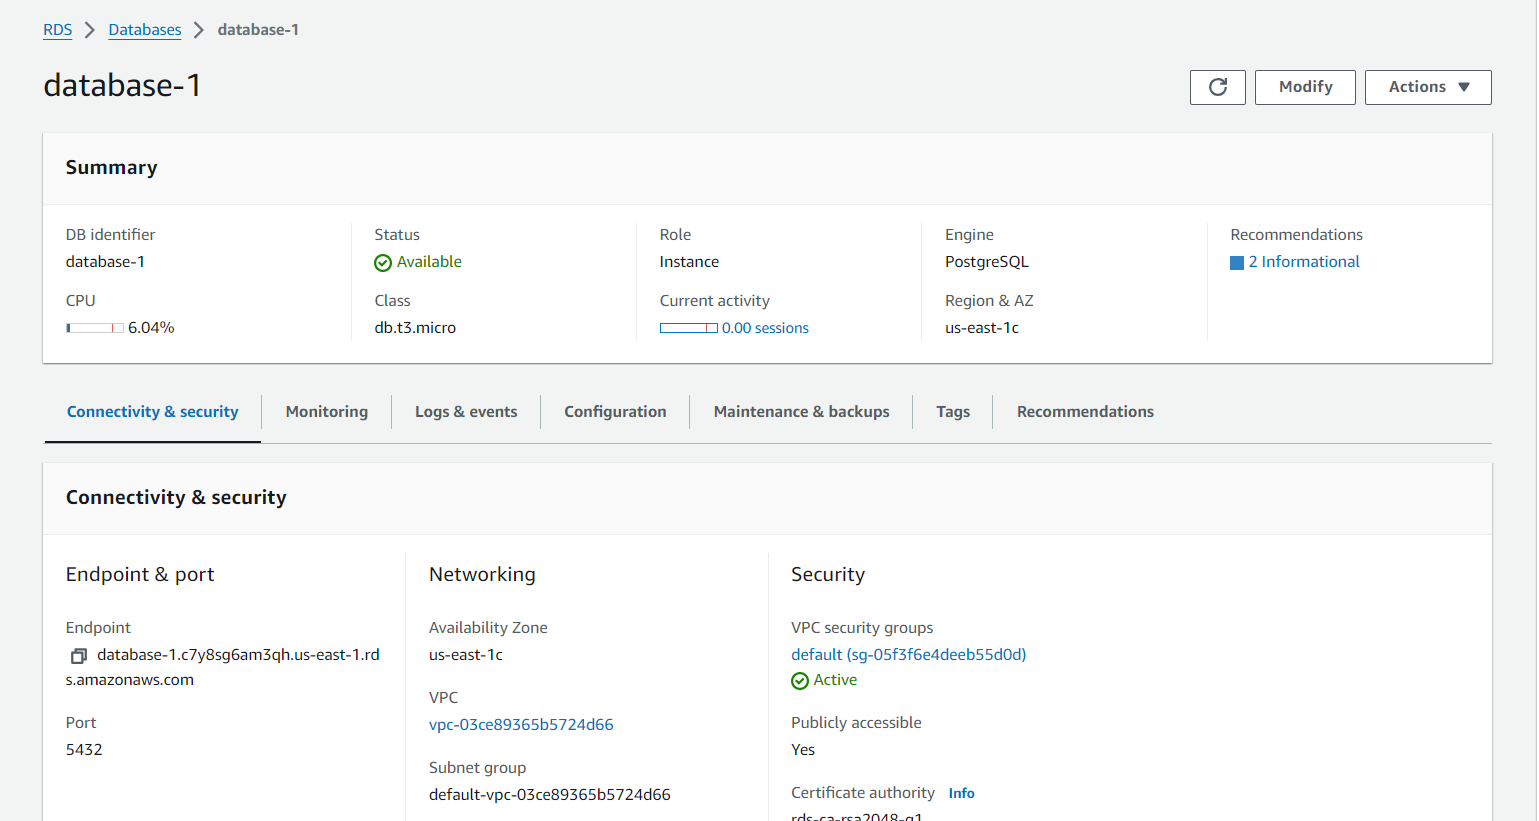 RDS > Databases > database-1
database-1
Modify
Actions
Summary
DB identifier
database-1
CPU
6.04%
Status
Available
Class
db.t3.micro
Role
Instance
Current activity
0.00 sessions
Engine
PostgreSQL
Region & AZ
us-east-1c
Recommendations
2 Informational
Connectivity & security
Monitoring
Logs & events
Configuration
Maintenance & backups
Tags
Recommendations
Connectivity & security
Endpoint & port
Endpoint
database-1.c7y8sg6am3qh.us-east-1.rd
s.amazonaws.com
Port
5432
Networking
Availability Zone
us-east-1c
VPC
vpc-03ce89365b5724d66
Subnet group
default-vpc-03ce89365b5724d66
Security
VPC security groups
default (sg-05f3f6e4deeb55d0d)
Active
Publicly accessible
Yes
Certificate authority Info
rds-ca-rsa2048-g1